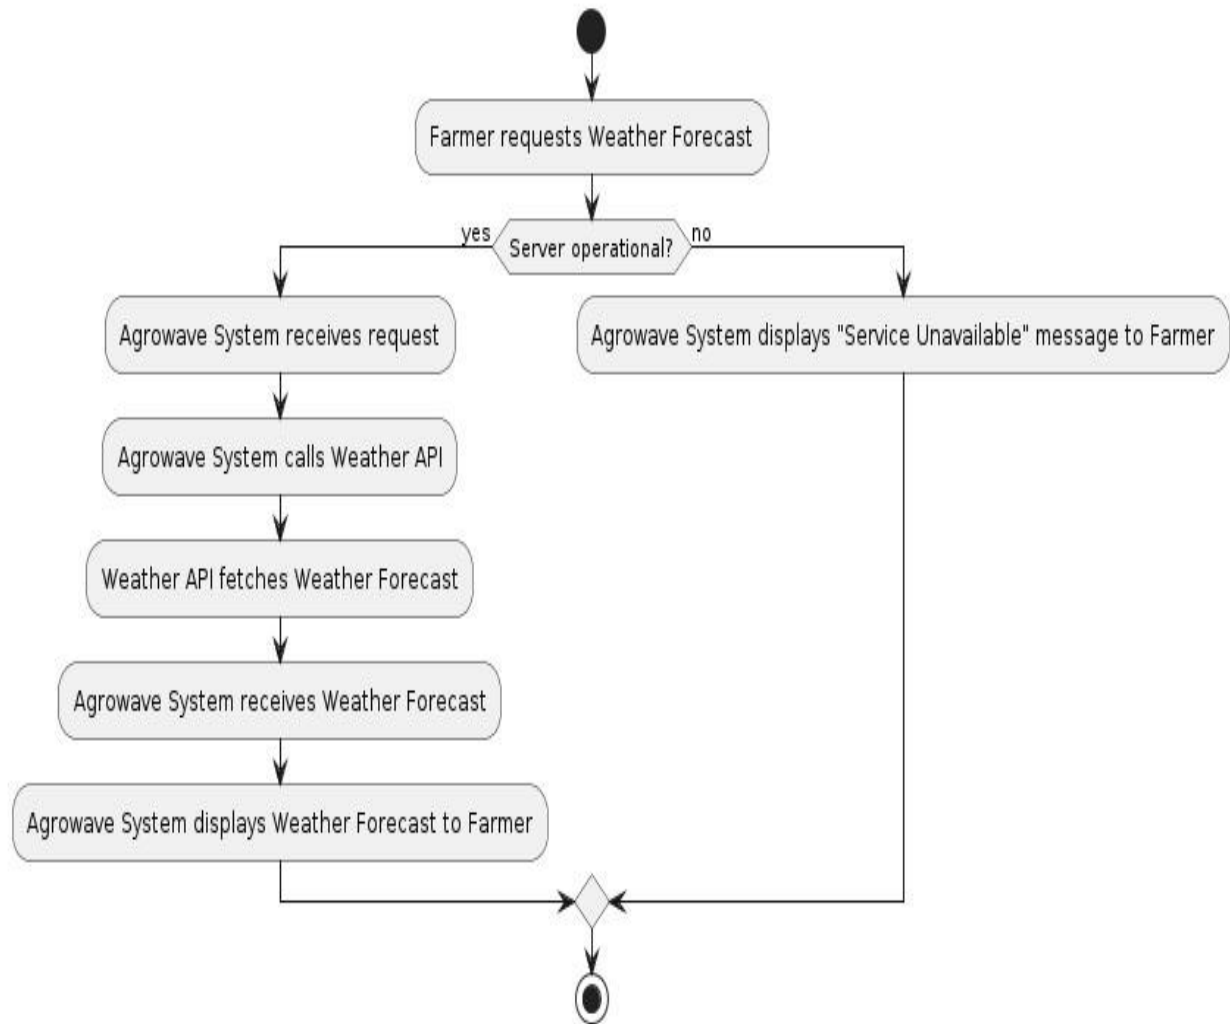 Farmer requests Weather Forecast
yes
Server operational?
no
Agrowave System receives request
Agrowave System displays "Service Unavailable" message to Farmer
Agrowave System calls Weather API
Weather API fetches Weather Forecast
Agrowave System receives Weather Forecast
Agrowave System displays Weather Forecast to Farmer